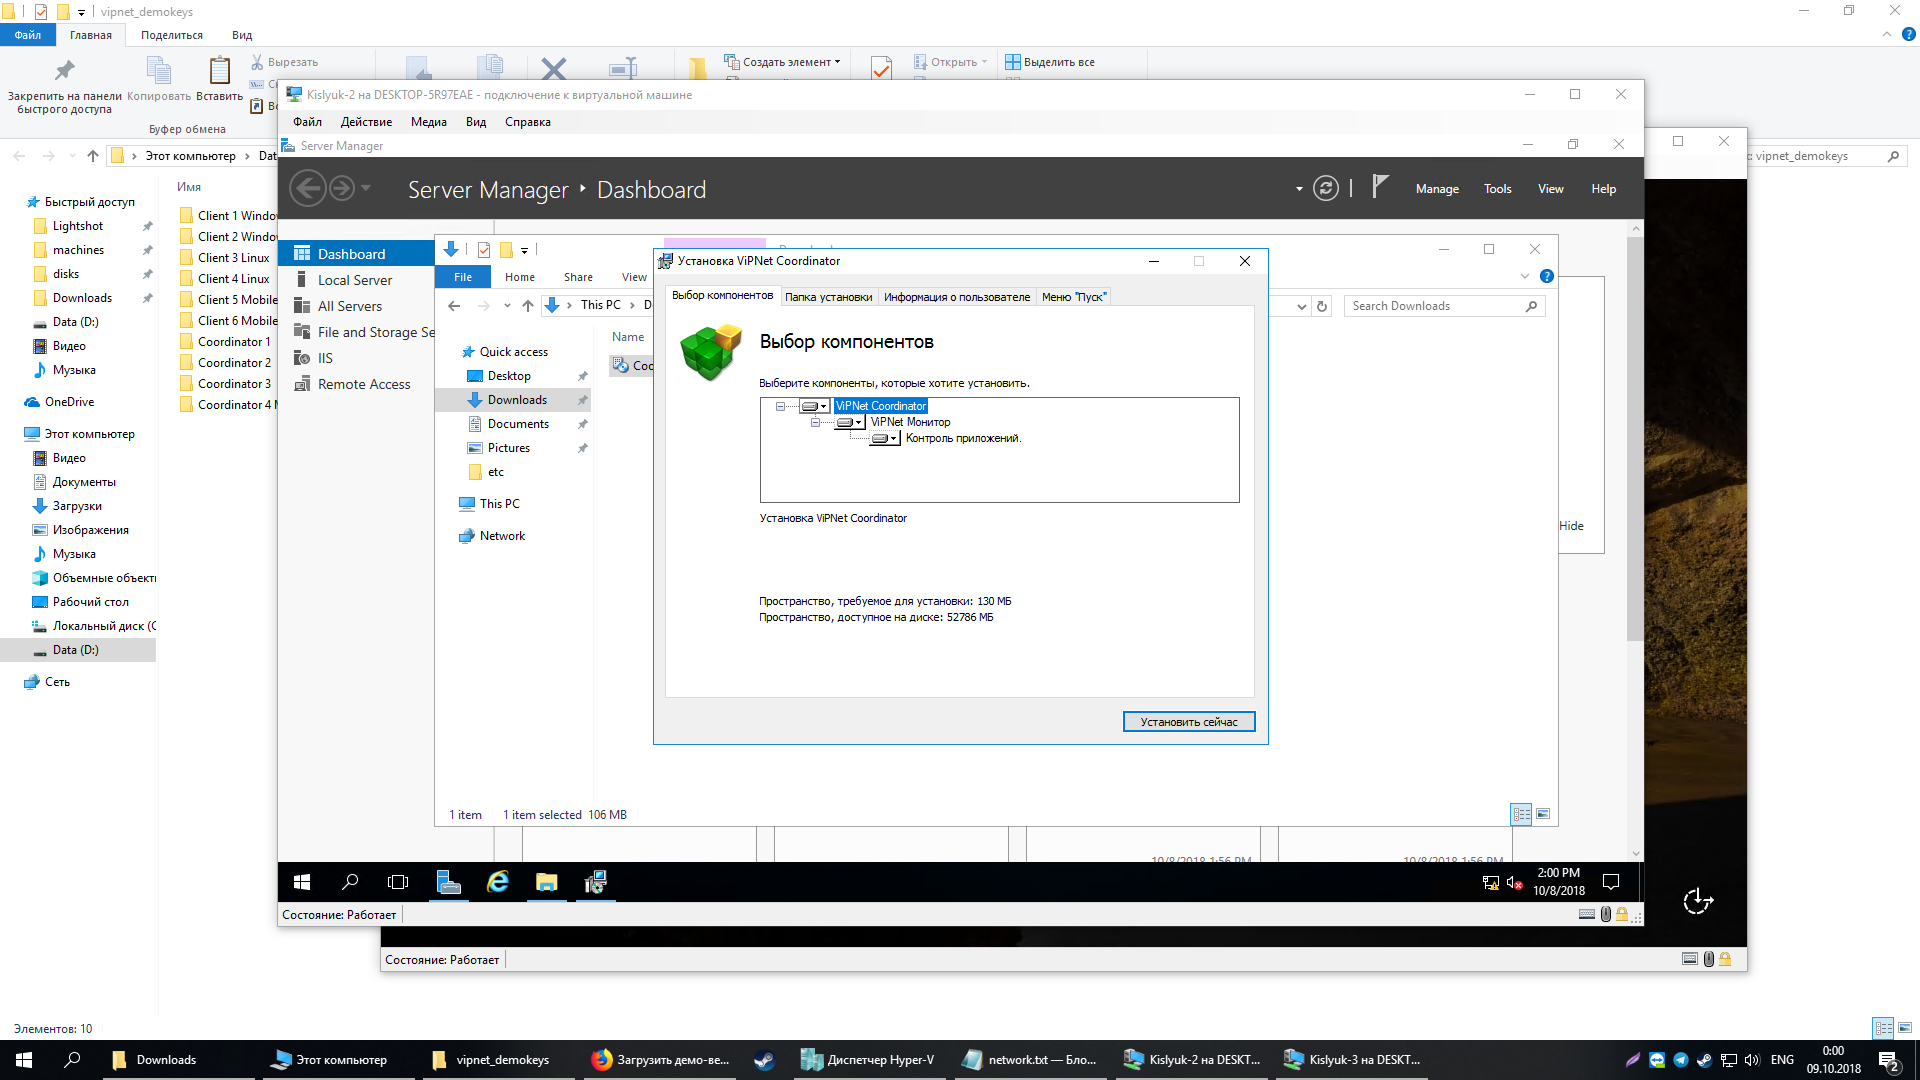 vipnet_demokeys
Файл
Главная
Поделиться
Вид
Закрепить на панели быстрого доступа
Копировать
Вставить
Вырезать
Буфер обмена
Создать элемент
Открыть
Выделить все
Этот компьютер
vipnet_demokeys
Имя
Быстрый доступ
Lightshot
machines
disks
Downloads
Data (D:)
Видео
Музыка
OneDrive
Этот компьютер
Видео
Документы
Загрузки
Изображения
Музыка
Объемные объекты
Рабочий стол
Локальный диск (C
Data (D:)
Сеть
Client 1 Windo
Client 2 Windo
Client 3 Linux
Client 4 Linux
Client 5 Mobile
Client 6 Mobile
Coordinator 1
Coordinator 2
Coordinator 3
Coordinator 4
Элементов: 10
Kislyuk-2 на DESKTOP-5R97EAE - подключение к виртуальной машине
Файл
Действие
Медиа
Вид
Справка
Server Manager
Server Manager ‣ Dashboard
Manage
Tools
View
Help
Dashboard
Local Server
All Servers
File and Storage Se
IIS
Remote Access
Hide
File
Home
Share
View
This PC
Search Downloads
Name
Quick access
Desktop
Downloads
Documents
Pictures
etc
This PC
Network
Coo
1 item
1 item selected 106 MB
Установка ViPNet Coordinator
Выбор компонентов
Папка установки
Информация о пользователе
Меню "Пуск"
Выбор компонентов
Выберите компоненты, которые хотите установить.
ViPNet Coordinator
ViPNet Монитор
Контроль приложений.
Установка ViPNet Coordinator
Пространство, требуемое для установки: 130 МБ
Пространство, доступное на диске: 52786 МБ
Установить сейчас
10/8/2018 1:56 PM
10/8/2018 1:56 PM
2:00 PM
10/8/2018
Состояние: Работает
Состояние: Работает
Downloads
Этот компьютер
vipnet_demokeys
Загрузить демо-ве...
Диспетчер Hyper-V
network.txt — Бло...
Kislyuk-2 на DESKT...
Kislyuk-3 на DESKT...
ENG
0:00
09.10.2018
2